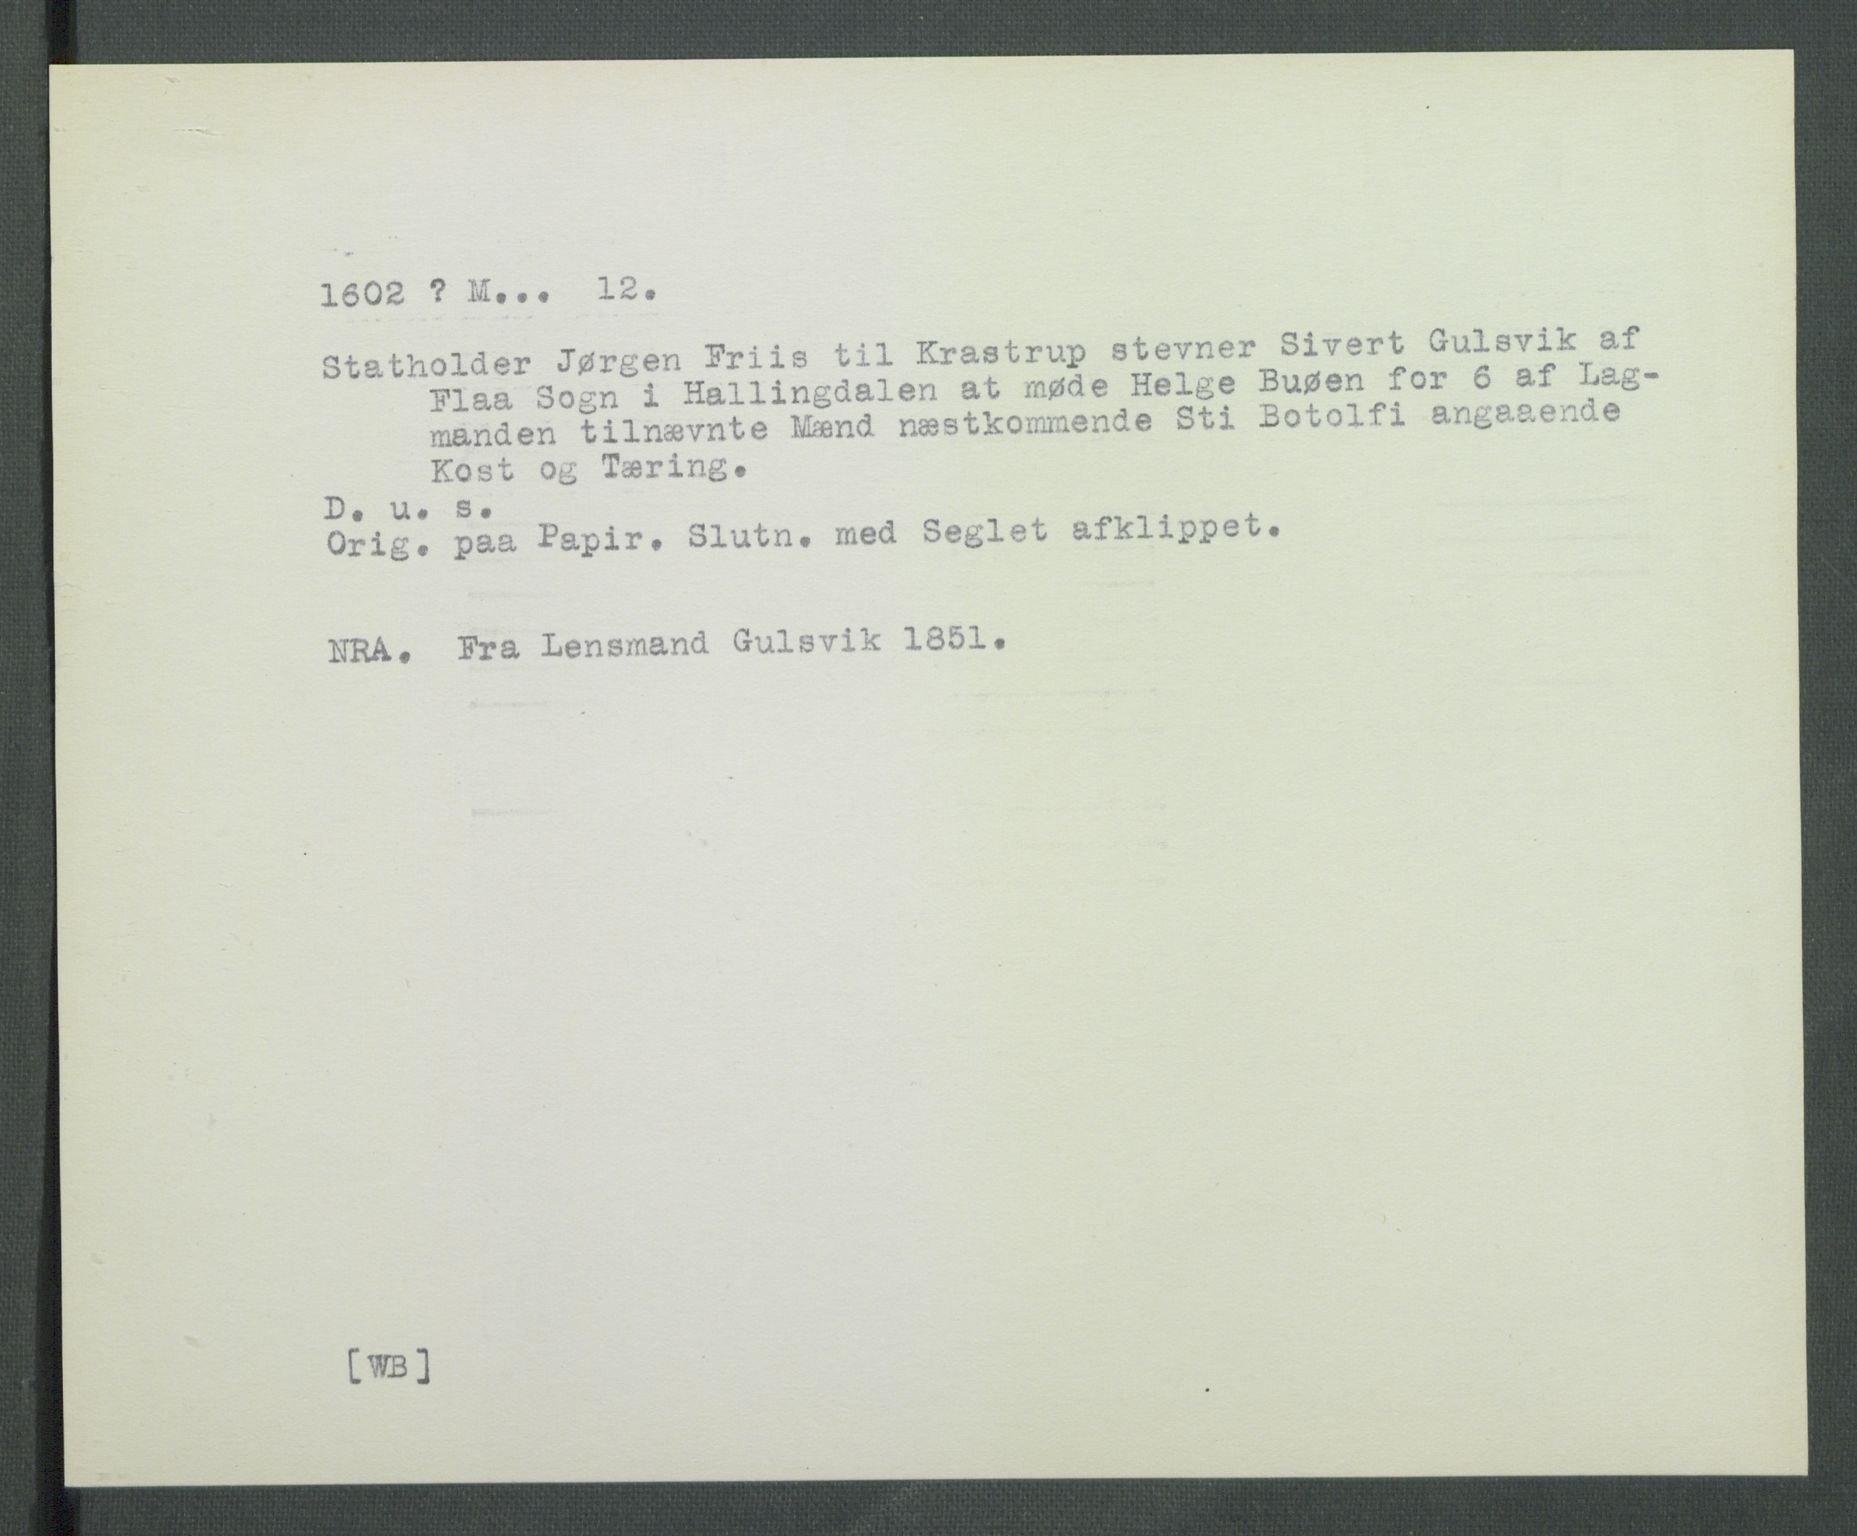 1602 ? M... 12.
Statholder Jørgen Friis til Krastrup stevner Sivert Gulsvik af
Flaa Sogn i Hallingdalen at møde Helge Buøen for 6 af Lag-
manden tilnævnte Mænd næstkommende Sti Botolfi angaaende
Kost og Tæring.
D. u. s.
Orig. paa Papir. Slutn. med Seglet afklippet.
NRA. Fra Lensmand Gulsvik 1851.
[WB]